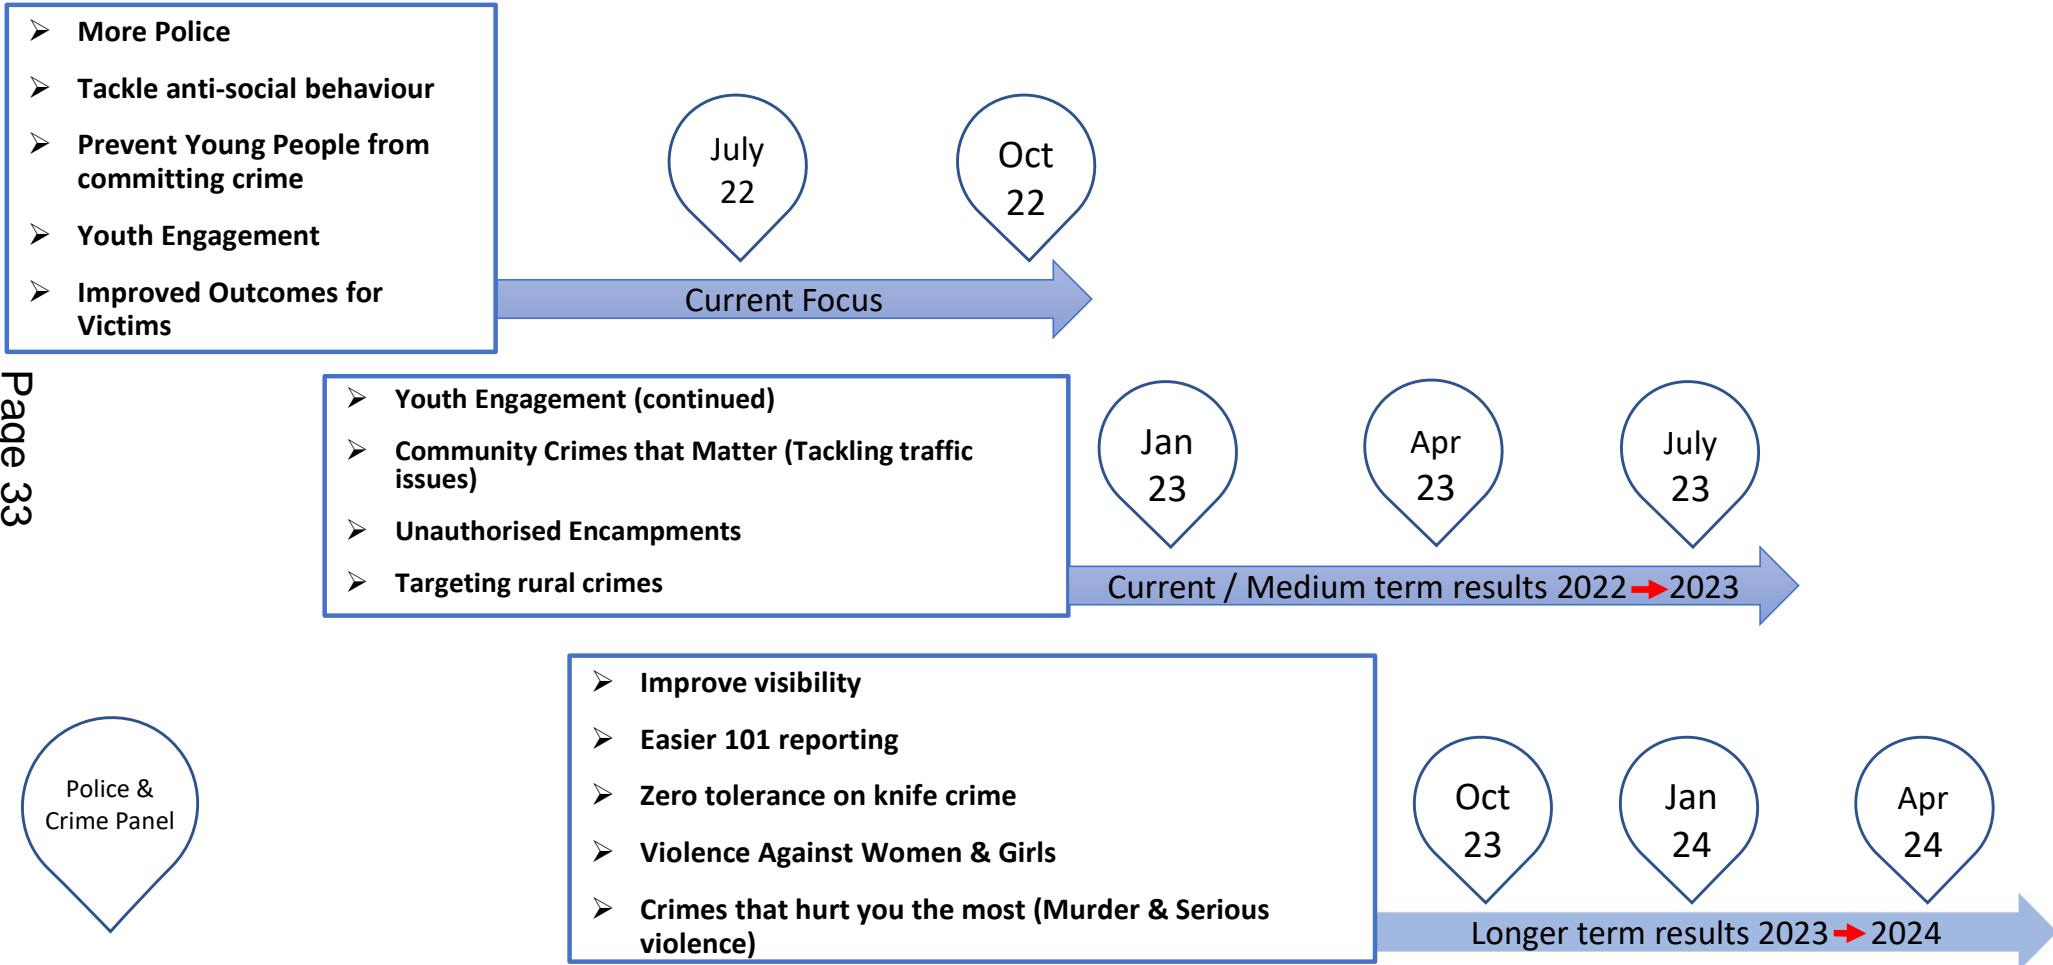 ➢ More Police
➢ Tackle anti-social behaviour
➢ Prevent Young People from
committing crime
➢ Youth Engagement
➢ Improved Outcomes for
Victims
July
22
Oct
22
Current Focus
Page 33
➢ Youth Engagement (continued)
➢ Community Crimes that Matter (Tackling traffic
issues)
➢ Unauthorised Encampments
➢ Targeting rural crimes
Jan
23
Apr
23
July
23
Current / Medium term results 2022 → 2023
➢ Improve visibility
➢ Easier 101 reporting
➢ Zero tolerance on knife crime
➢ Violence Against Women & Girls
➢ Crimes that hurt you the most (Murder & Serious
violence)
Oct
23
Jan
24
Apr
24
Longer term results 2023 → 2024
Police &
Crime Panel